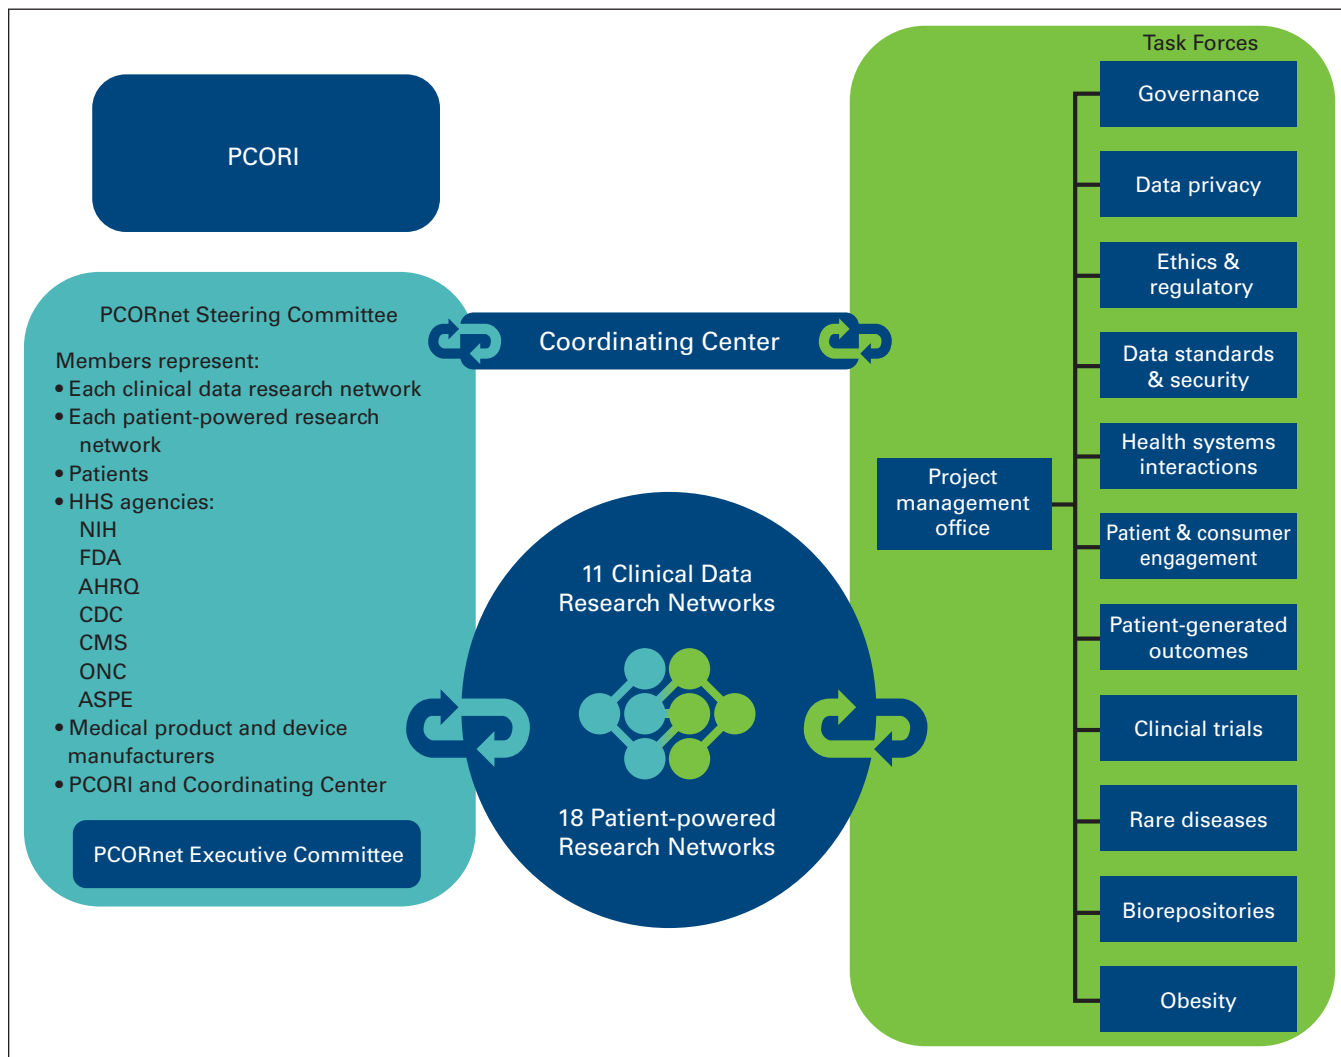 PCORI
PCORnet Steering Committee
Members represent:
• Each clinical data research network
• Each patient-powered research
network
• Patients
• HHS agencies:
NIH
FDA
AHRQ
CDC
CMS
ONC
ASPE
• Medical product and device
manufacturers
• PCORI and Coordinating Center
PCORnet Executive Committee
Coordinating Center
11 Clinical Data
Research Networks
18 Patient-powered
Research Networks
Task Forces
Project
management
office
Governance
Data privacy
Ethics &
regulatory
Data standards
& security
Health systems
interactions
Patient & consumer
engagement
Patient-generated
outcomes
Clincial trials
Rare diseases
Biorepositories
Obesity